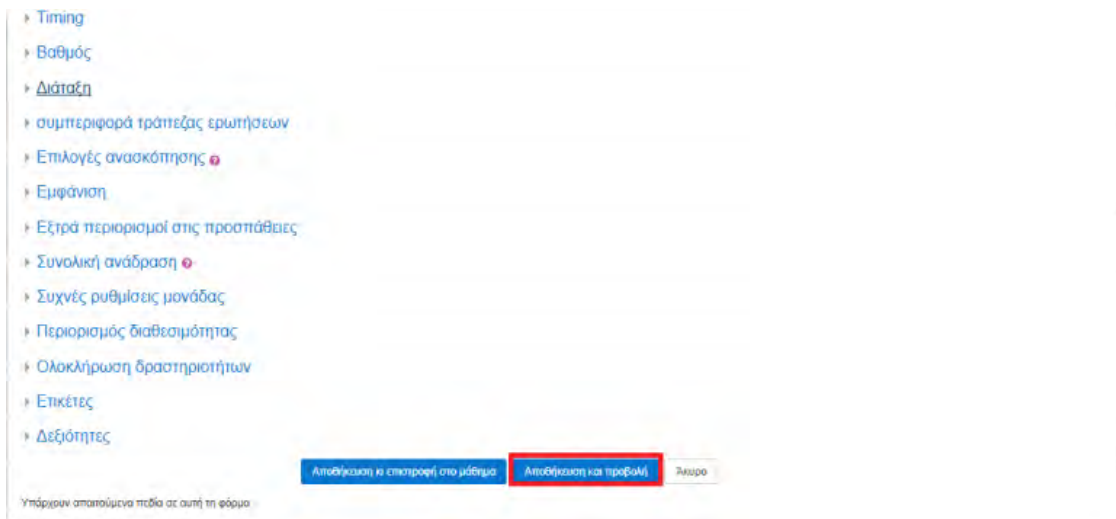 Timing
Βαθμός
Διάταξη
συμπεριφορά τράπεζας ερωτήσεων
Επιλογές ανασκόπησης
Εμφάνιση
Εξτρά περιορισμοί στις προσπάθειες
Συνολική ανάδραση
Συχνές ρυθμίσεις μονάδας
Περιορισμός διαθεσιμότητας
Ολοκλήρωση δραστηριοτήτων
Ετικέτες
Δεξιότητες
Αποθήκευση κι επιστροφή στο μάθημα Αποθήκευση και προβολή Άκυρο
Υπάρχουν απαιτούμενα πεδία σε αυτή τη φόρμα